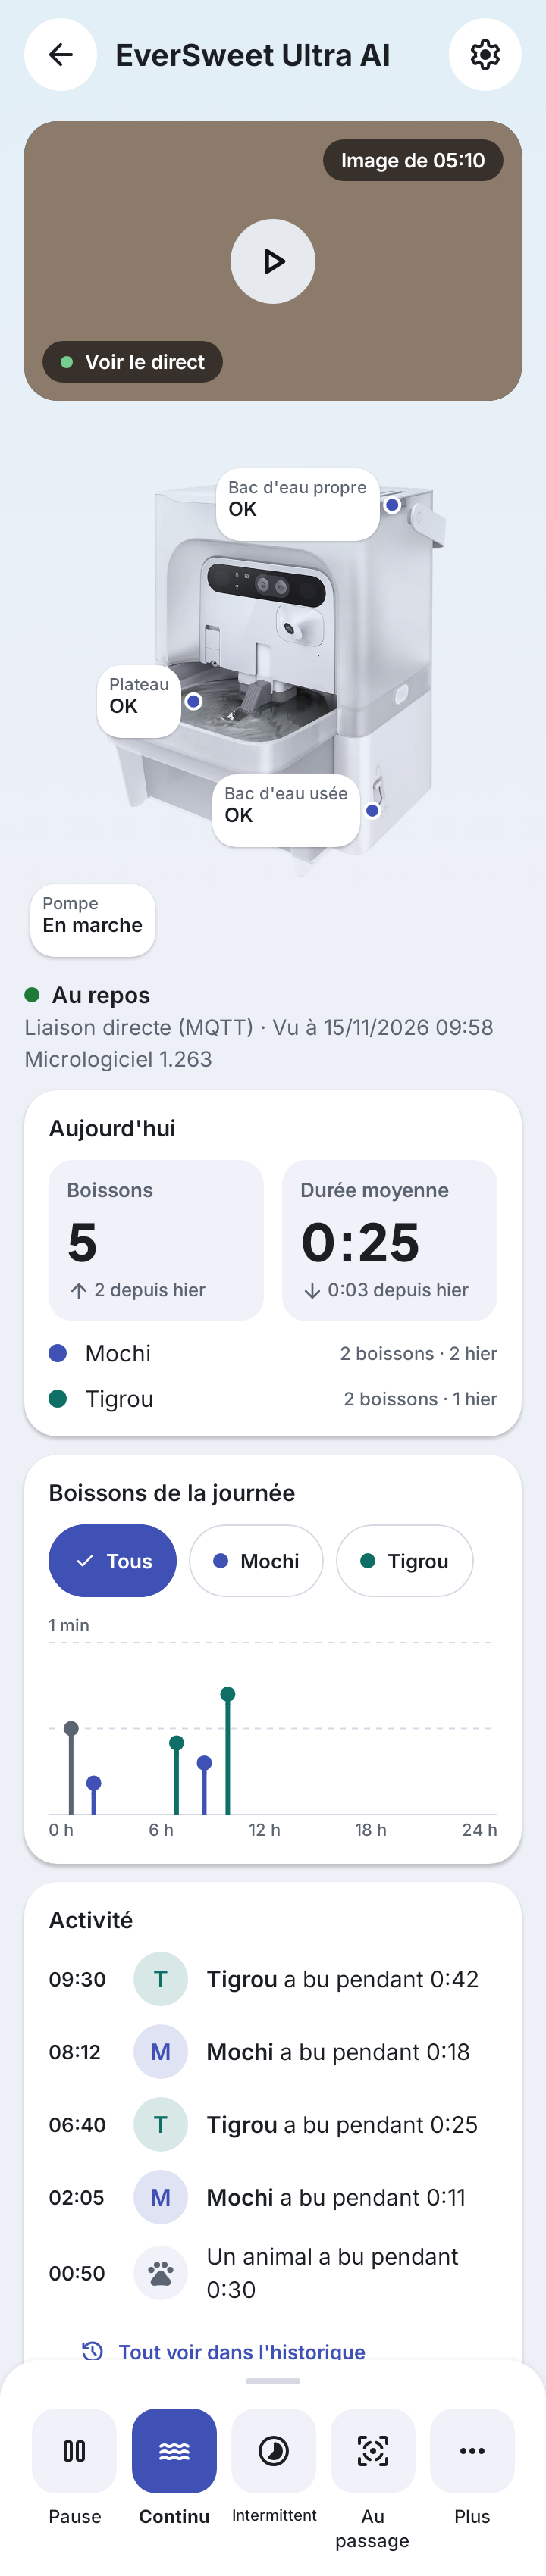 EverSweet Ultra AI
Image de 05:10
Voir le direct
Bac d'eau propre
OK
Plateau
OK
Bac d'eau usée
OK
Pompe
En marche
Au repos
Liaison directe (MQTT) · Vu à 15/11/2026 09:58
Micrologiciel 1.263
Aujourd'hui
Boissons
5
↑ 2 depuis hier
Durée moyenne
0:25
↓ 0:03 depuis hier
Mochi 2 boissons · 2 hier
Tigrou 2 boissons · 1 hier
Boissons de la journée
Tous Mochi Tigrou
1 min
0 h 6 h 12 h 18 h 24 h
Activité
09:30 T Tigrou a bu pendant 0:42
08:12 M Mochi a bu pendant 0:18
06:40 T Tigrou a bu pendant 0:25
02:05 M Mochi a bu pendant 0:11
00:50 Un animal a bu pendant
0:30
Tout voir dans l'historique
Pause Continu Intermittent Au
passage Plus